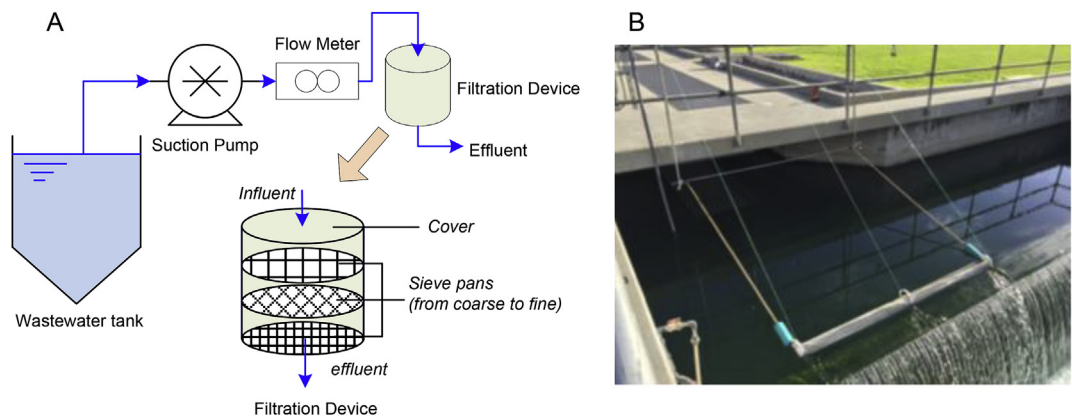 A
B
Flow Meter
Filtration Device
Suction Pump
Effluent
Influent
Cover
Sieve pans
(from coarse to fine)
Wastewater tank
effluent
Filtration Device